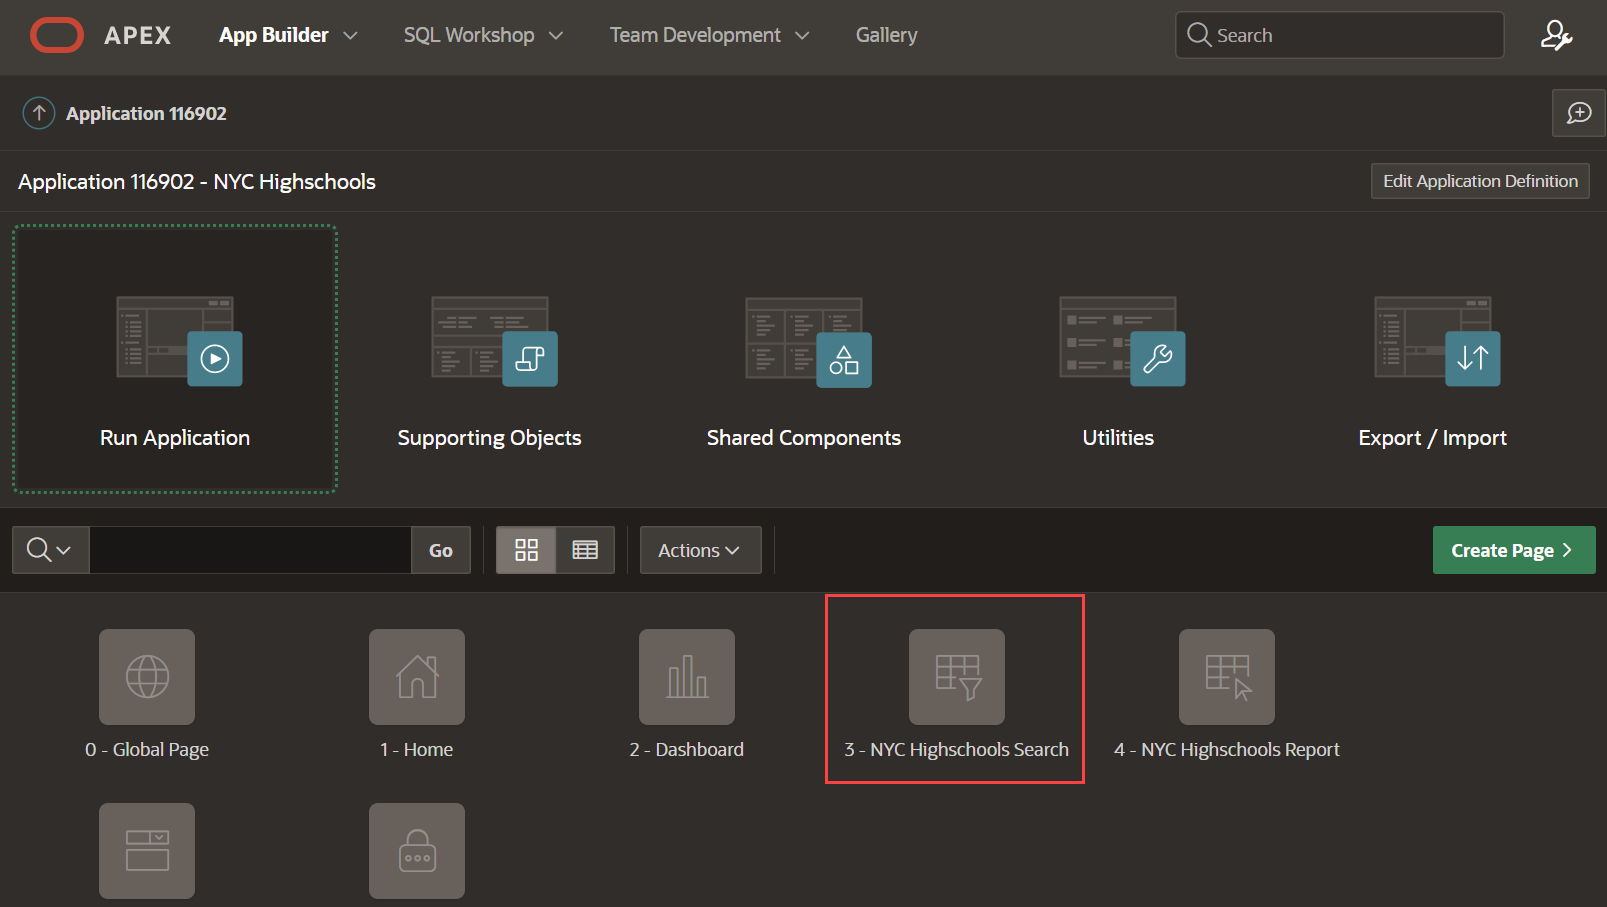 APEX App Builder SQL Workshop Team Development Gallery Search
Application 116902
Application 116902 - NYC Highschools Edit Application Definition
Run Application Supporting Objects Shared Components Utilities Export / Import
Go Actions Create Page
0 - Global Page 1 - Home 2 - Dashboard 3 - NYC Highschools Search 4 - NYC Highschools Report